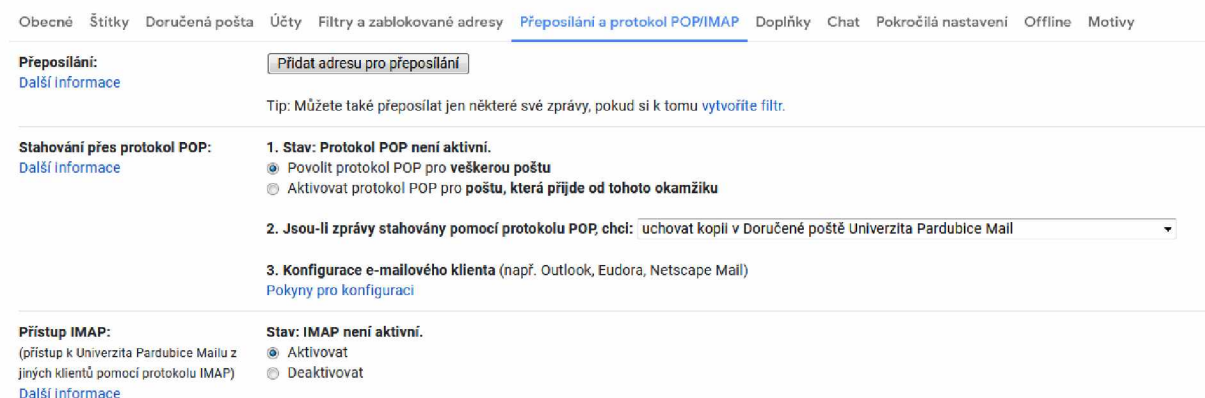 Obecné Štítky Doručená pošta Účty Filtry a zablokované adresy Přeposílání a protokol POP/IMAP Doplňky Chat Pokročilá nastavení Offline Motivy
Přeposílání:
Další informace
Přidat adresu pro přeposílání
Tip: Můžete také přeposílat jen některé své zprávy, pokud si k tomu vytvoříte filtr.
Stahování přes protokol POP:
Další informace
1. Stav: Protokol POP není aktivní.
Povolit protokol POP pro veškerou poštu
Aktivovat protokol POP pro poštu, která přijde od tohoto okamžiku
2. Jsou-li zprávy stahovány pomocí protokolu POP, chci: uchovat kopii v Doručené poště Univerzita Pardubice Mail
3. Konfigurace e-mailového klienta (např. Outlook, Eudora, Netscape Mail)
Pokyny pro konfiguraci
Přístup IMAP:
(přístup k Univerzita Pardubice Mailu z
jiných klientů pomocí protokolu IMAP)
Další informace
Stav: IMAP není aktivní.
Aktivovat
Deaktivovat